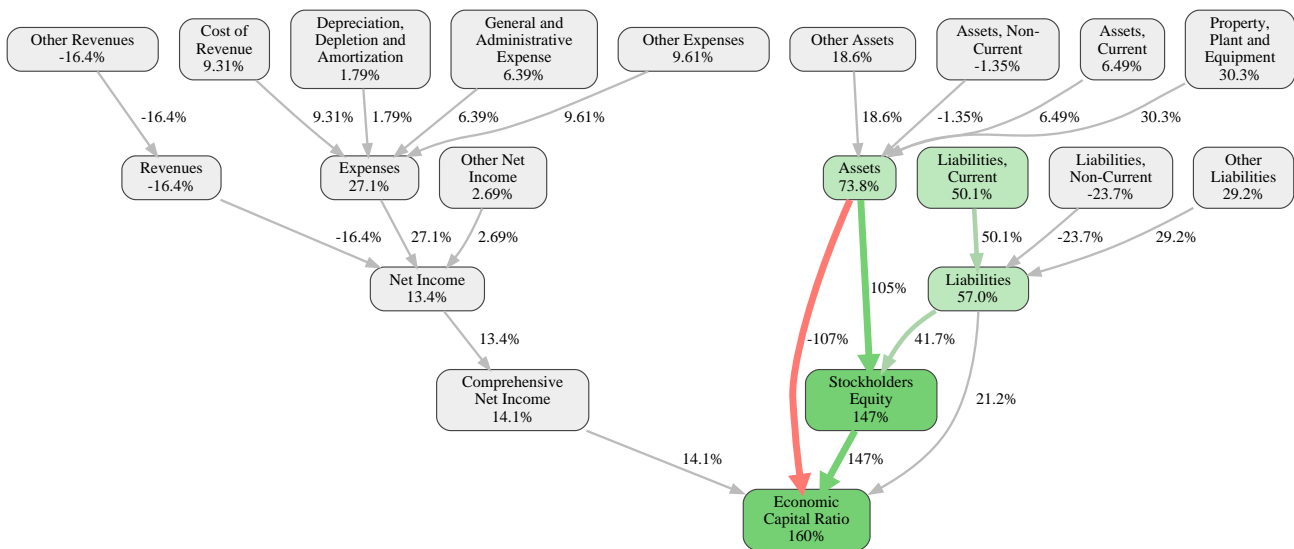 Other Revenues
-16.4%
Cost of
Revenue
9.31%
Depreciation,
Depletion and
Amortization
1.79%
General and
Administrative
Expense
6.39%
Other Expenses
9.61%
Other Assets
18.6%
Assets, Non-
Current
-1.35%
Assets,
Current
6.49%
Property,
Plant and
Equipment
30.3%
-16.4%
9.31%
1.79%
6.39%
9.61%
18.6%
-1.35%
6.49%
30.3%
Revenues
-16.4%
Expenses
27.1%
Other Net
Income
2.69%
Assets
73.8%
Liabilities,
Current
50.1%
Liabilities,
Non-Current
-23.7%
Other
Liabilities
29.2%
-16.4%
27.1%
2.69%
50.1%
-23.7%
29.2%
Net Income
13.4%
105%
Liabilities
57.0%
13.4%
-107%
41.7%
Comprehensive
Net Income
14.1%
Stockholders
Equity
147%
21.2%
14.1%
147%
Economic
Capital Ratio
160%